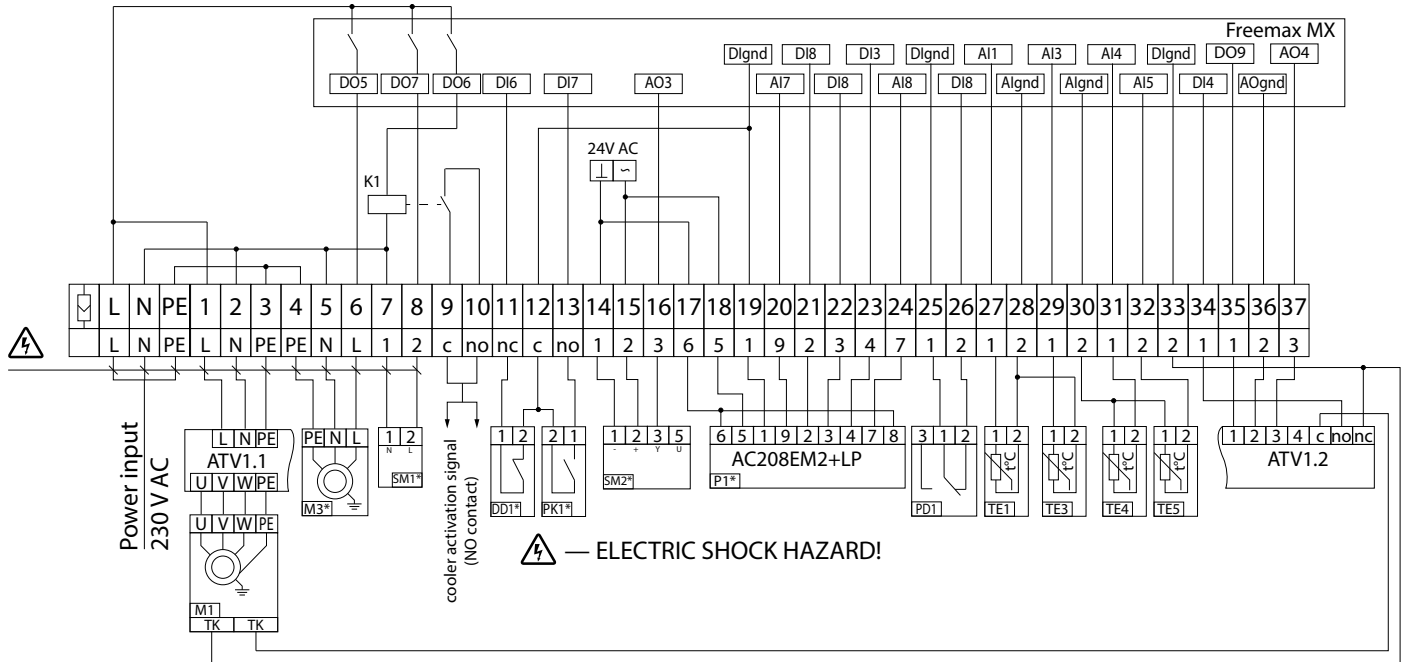 Freemax MX
DIgnd DI8 DI3 DIgnd AI1 AI3 AI4 DIgnd DO9 AO4
DO5 DO7 DO6 DI6 DI7 AO3 AI7 DI8 AI8 DI8 AIgnd AIgnd AI5 DI4 AOgnd
24V AC
⊥ ~
K1
L N PE 1 2 3 4 5 6 7 8 9 10 11 12 13 14 15 16 17 18 19 20 21 22 23 24 25 26 27 28 29 30 31 32 33 34 35 36 37
L N PE L N PE PE N L 1 2 c no nc c no 1 2 3 6 5 1 9 2 3 4 7 1 2 1 2 1 2 1 2 2 1 1 2 3
Power input
230 V AC
L N PE
ATV1.1
U V W PE
U V W PE
M1
TK TK
PE N L
M3*
1 2
N L
SM1*
cooler activation signal
(NO contact)
1 2
DD1*
2 1
PK1*
1 2 3 5
- + Y U
SM2*
6 5 1 9 2 3 4 7 8
AC208EM2+LP
P1*
3 1 2
PD1
1 2
t°C
TE1
1 2
t°C
TE3
1 2
t°C
TE4
1 2
t°C
TE5
1 2 3 4 c no nc
ATV1.2
— ELECTRIC SHOCK HAZARD!